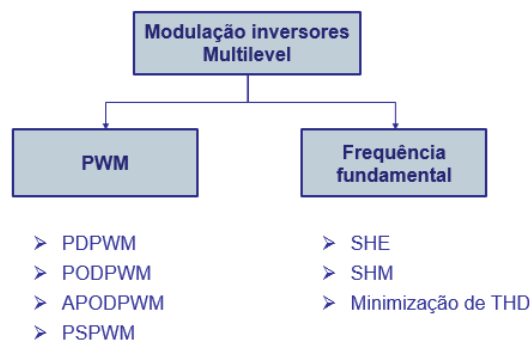 Modulação inversores
Multilevel
PWM
Frequência
fundamental
➢ PDPWM
➢ PODPWM
➢ APODPWM
➢ PSPWM
➢ SHE
➢ SHM
➢ Minimização de THD